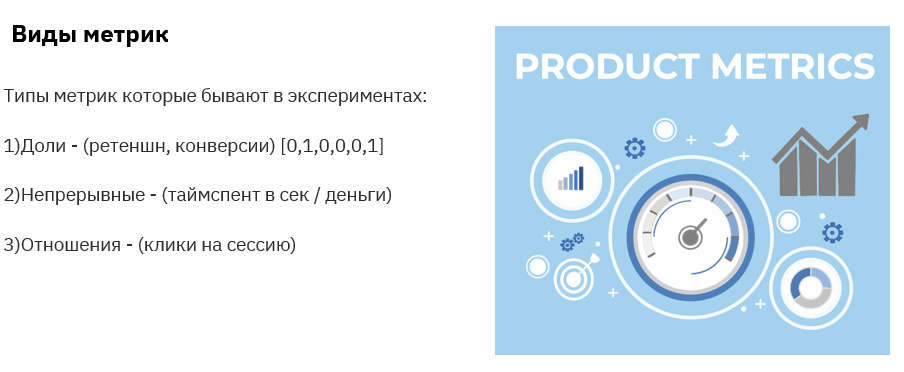 Виды метрик
PRODUCT METRICS
Типы метрик которые бывают в экспериментах:
1)Доли - (ретеншн, конверсии) [0,1,0,0,0,1]
2)Непрерывные - (таймспент в сек / деньги)
3)Отношения - (клики на сессию)